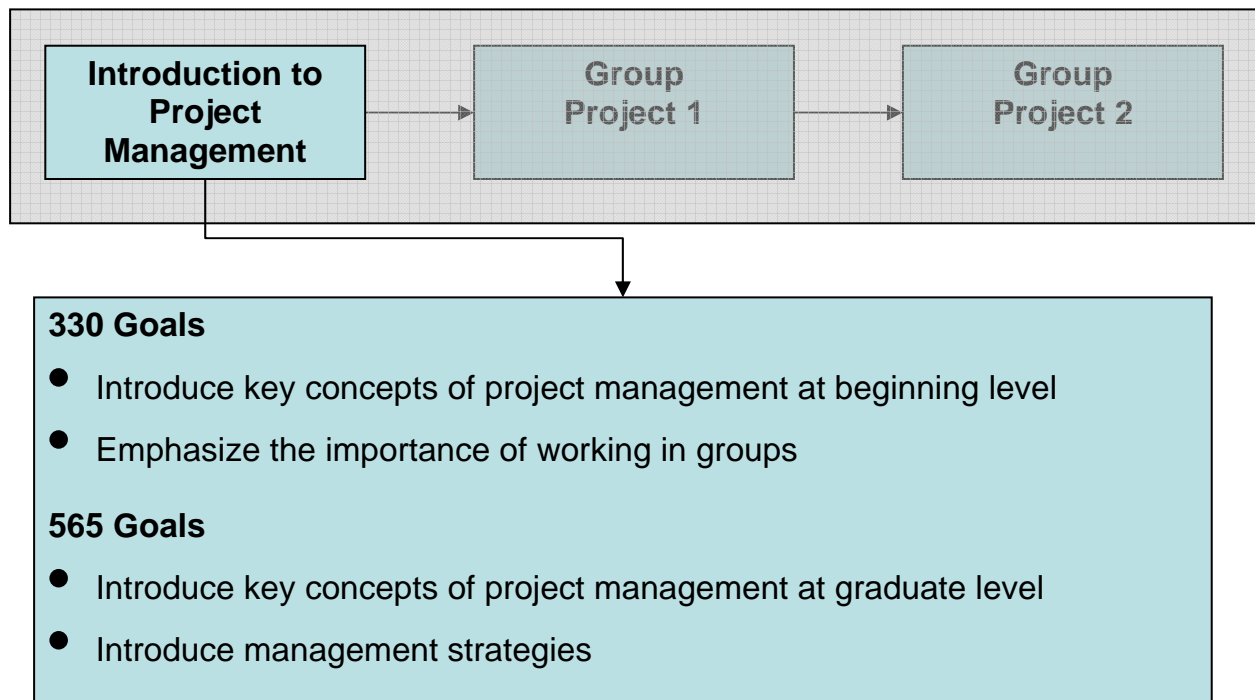 Introduction to
Project
Management
Group
Project 1
Group
Project 2
330 Goals
● Introduce key concepts of project management at beginning level
● Emphasize the importance of working in groups
565 Goals
● Introduce key concepts of project management at graduate level
● Introduce management strategies